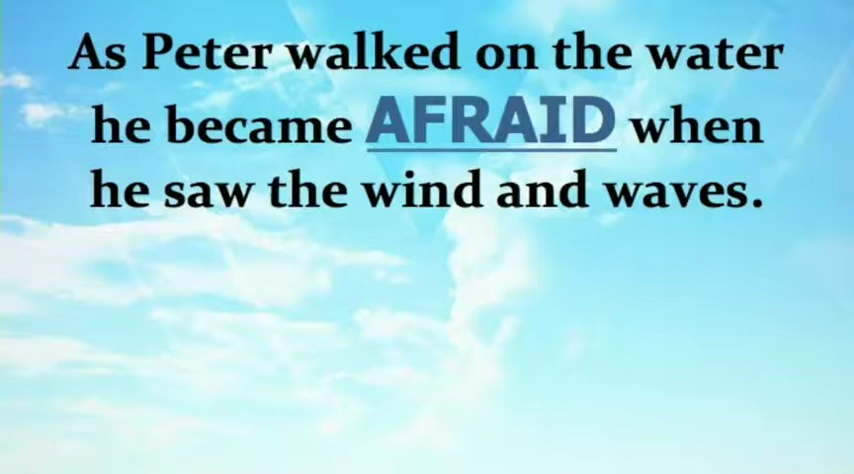 As Peter walked on the water
he became AFRAID when
he saw the wind and waves.